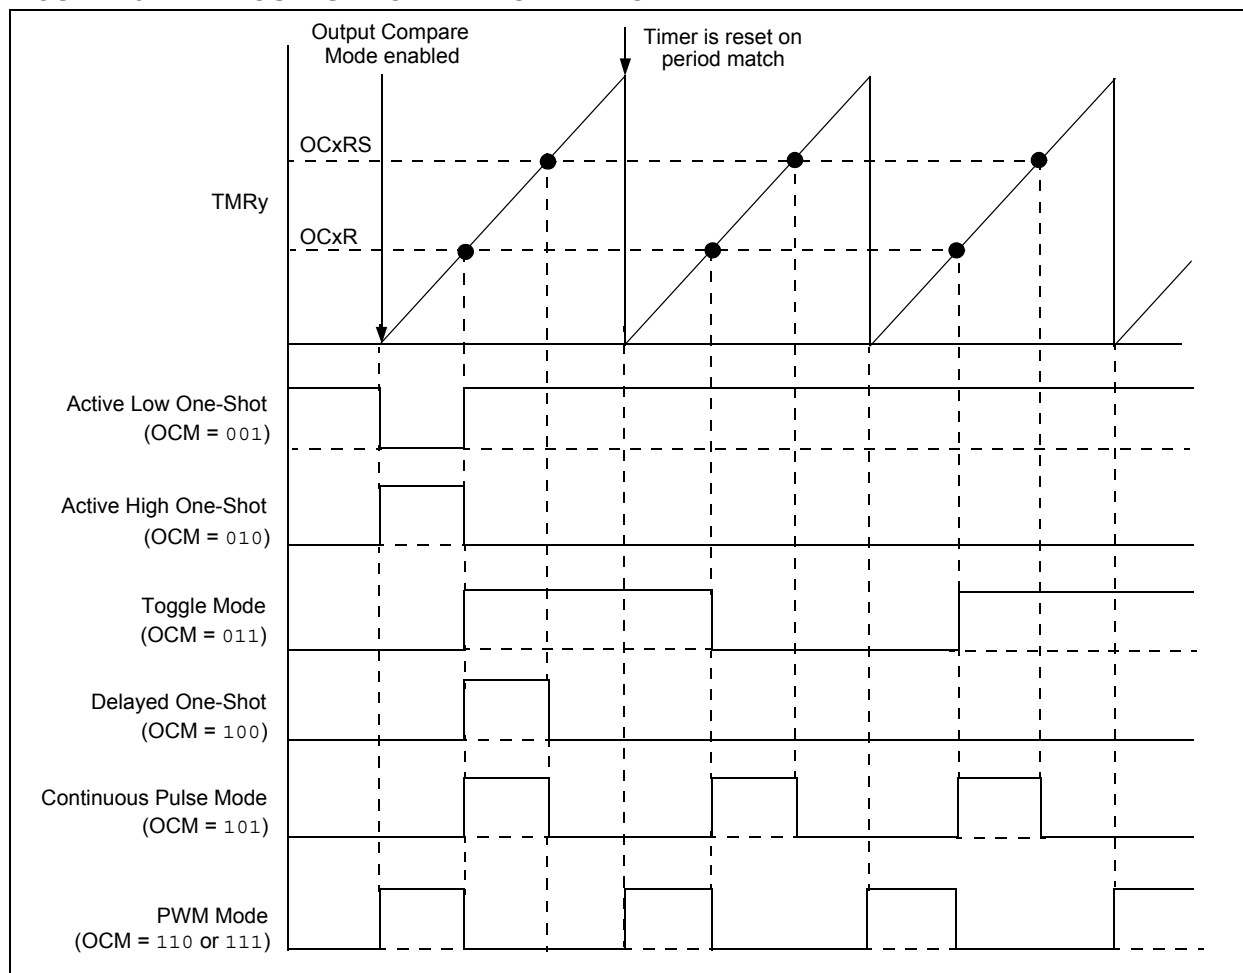 Output Compare
Mode enabled
Timer is reset on
period match
OCxRS
TMRy
OCxR
Active Low One-Shot
(OCM = 001)
Active High One-Shot
(OCM = 010)
Toggle Mode
(OCM = 011)
Delayed One-Shot
(OCM = 100)
Continuous Pulse Mode
(OCM = 101)
PWM Mode
(OCM = 110 or 111)